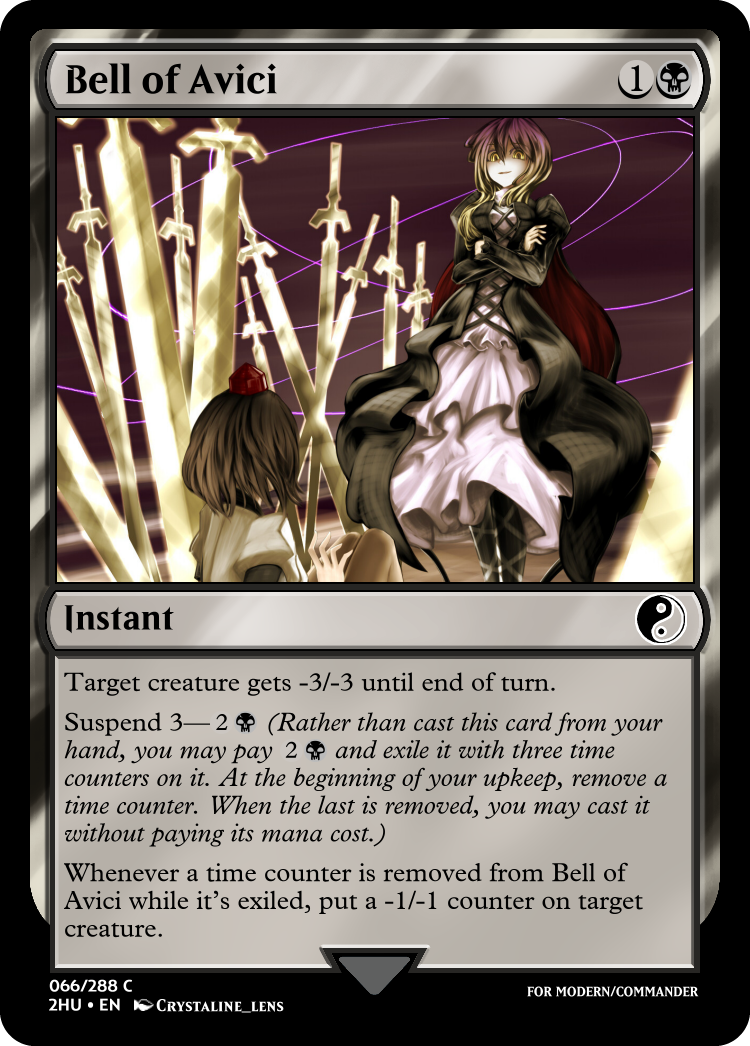 Bell of Avici 1
Instant
Target creature gets -3/-3 until end of turn.
Suspend 3— 2 (Rather than cast this card from your
hand, you may pay 2 and exile it with three time
counters on it. At the beginning of your upkeep, remove a
time counter. When the last is removed, you may cast it
without paying its mana cost.)
Whenever a time counter is removed from Bell of
Avici while it's exiled, put a -1/-1 counter on target
creature.
066/288 C
2HU • EN CRYSTALINE_LENS
FOR MODERN/COMMANDER